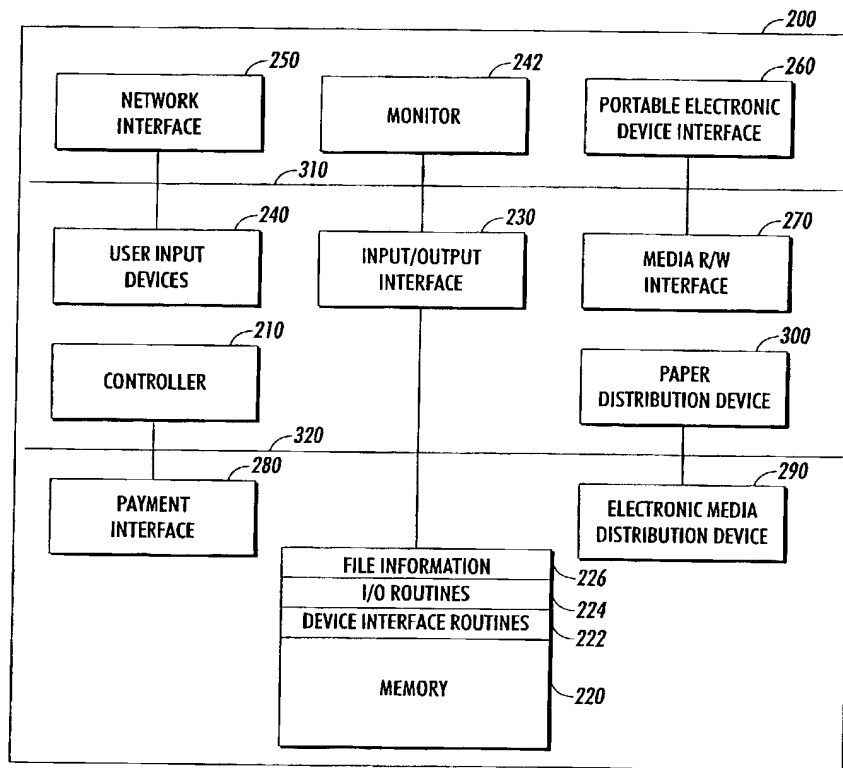 200
250
242
260
NETWORK
INTERFACE
MONITOR
PORTABLE ELECTRONIC
DEVICE INTERFACE
310
240
230
270
USER INPUT
DEVICES
INPUT/OUTPUT
INTERFACE
MEDIA R/W
INTERFACE
210
300
CONTROLLER
PAPER
DISTRIBUTION DEVICE
320
280
290
PAYMENT
INTERFACE
ELECTRONIC MEDIA
DISTRIBUTION DEVICE
FILE INFORMATION
226
I/O ROUTINES
224
DEVICE INTERFACE ROUTINES
222
MEMORY
220